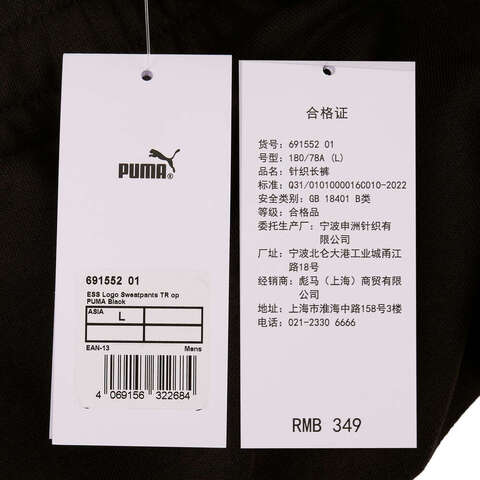 PUMA®
691552 01
ESS Logo Sweatpants TR op
PUMA Black
ASIA
L
EAN-13
Mens
4 069156 322684
合格证
货号：691552 01
号型：180/78A (L)
品名：针织长裤
标准：Q31/0101000016C010-2022
安全类别：GB 18401 B类
等级：合格品
委托生产厂：宁波申洲针织有
限公司
厂址：宁波北仑大港工业城甬江
路18号
经销商：彪马（上海）商贸有
限公司
地址：上海市淮海中路158号3楼
电话：021-2330 6666
RMB 349